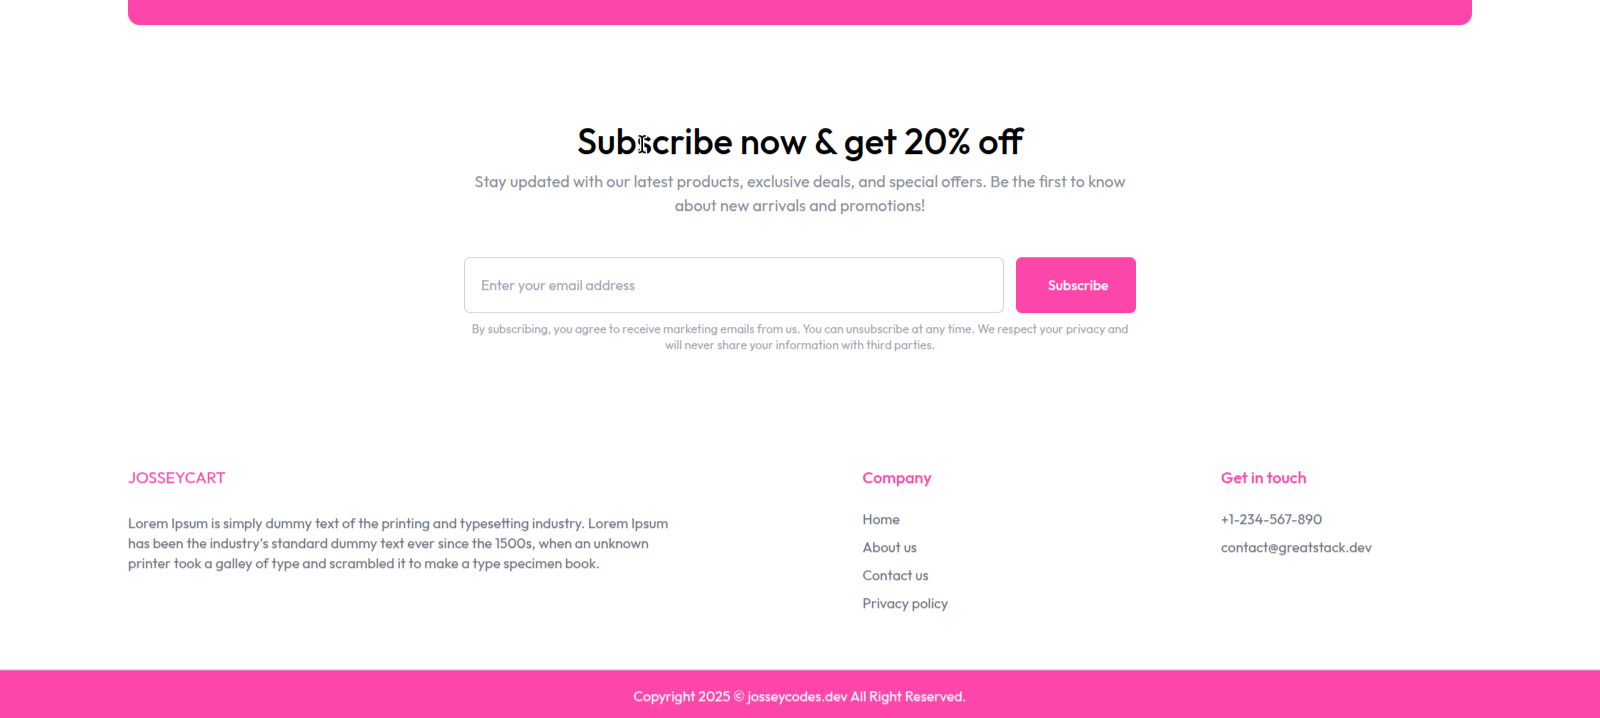 Subscribe now & get 20% off
Stay updated with our latest products, exclusive deals, and special offers. Be the first to know
about new arrivals and promotions!
Enter your email address
Subscribe
By subscribing, you agree to receive marketing emails from us. You can unsubscribe at any time. We respect your privacy and
will never share your information with third parties.
JOSSEYCART
Lorem Ipsum is simply dummy text of the printing and typesetting industry. Lorem Ipsum
has been the industry's standard dummy text ever since the 1500s, when an unknown
printer took a galley of type and scrambled it to make a type specimen book.
Company
Home
About us
Contact us
Privacy policy
Get in touch
+1-234-567-890
contact@greatstack.dev
Copyright 2025 © josseycodes.dev All Right Reserved.